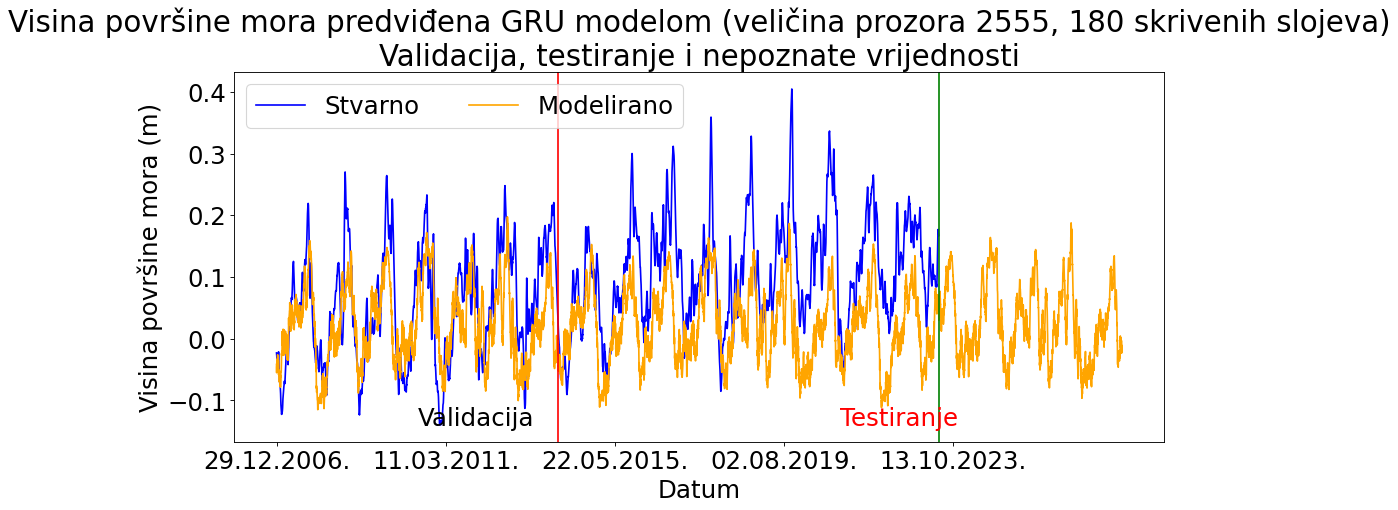 Visina površine mora predviđena GRU modelom (veličina prozora 2555, 180 skrivenih slojeva)
Validacija, testiranje i nepoznate vrijednosti
Stvarno
Modelirano
Visina površine mora (m)
0.4
0.3
0.2
0.1
0.0
−0.1
Validacija
Testiranje
29.12.2006.
11.03.2011.
22.05.2015.
02.08.2019.
13.10.2023.
Datum